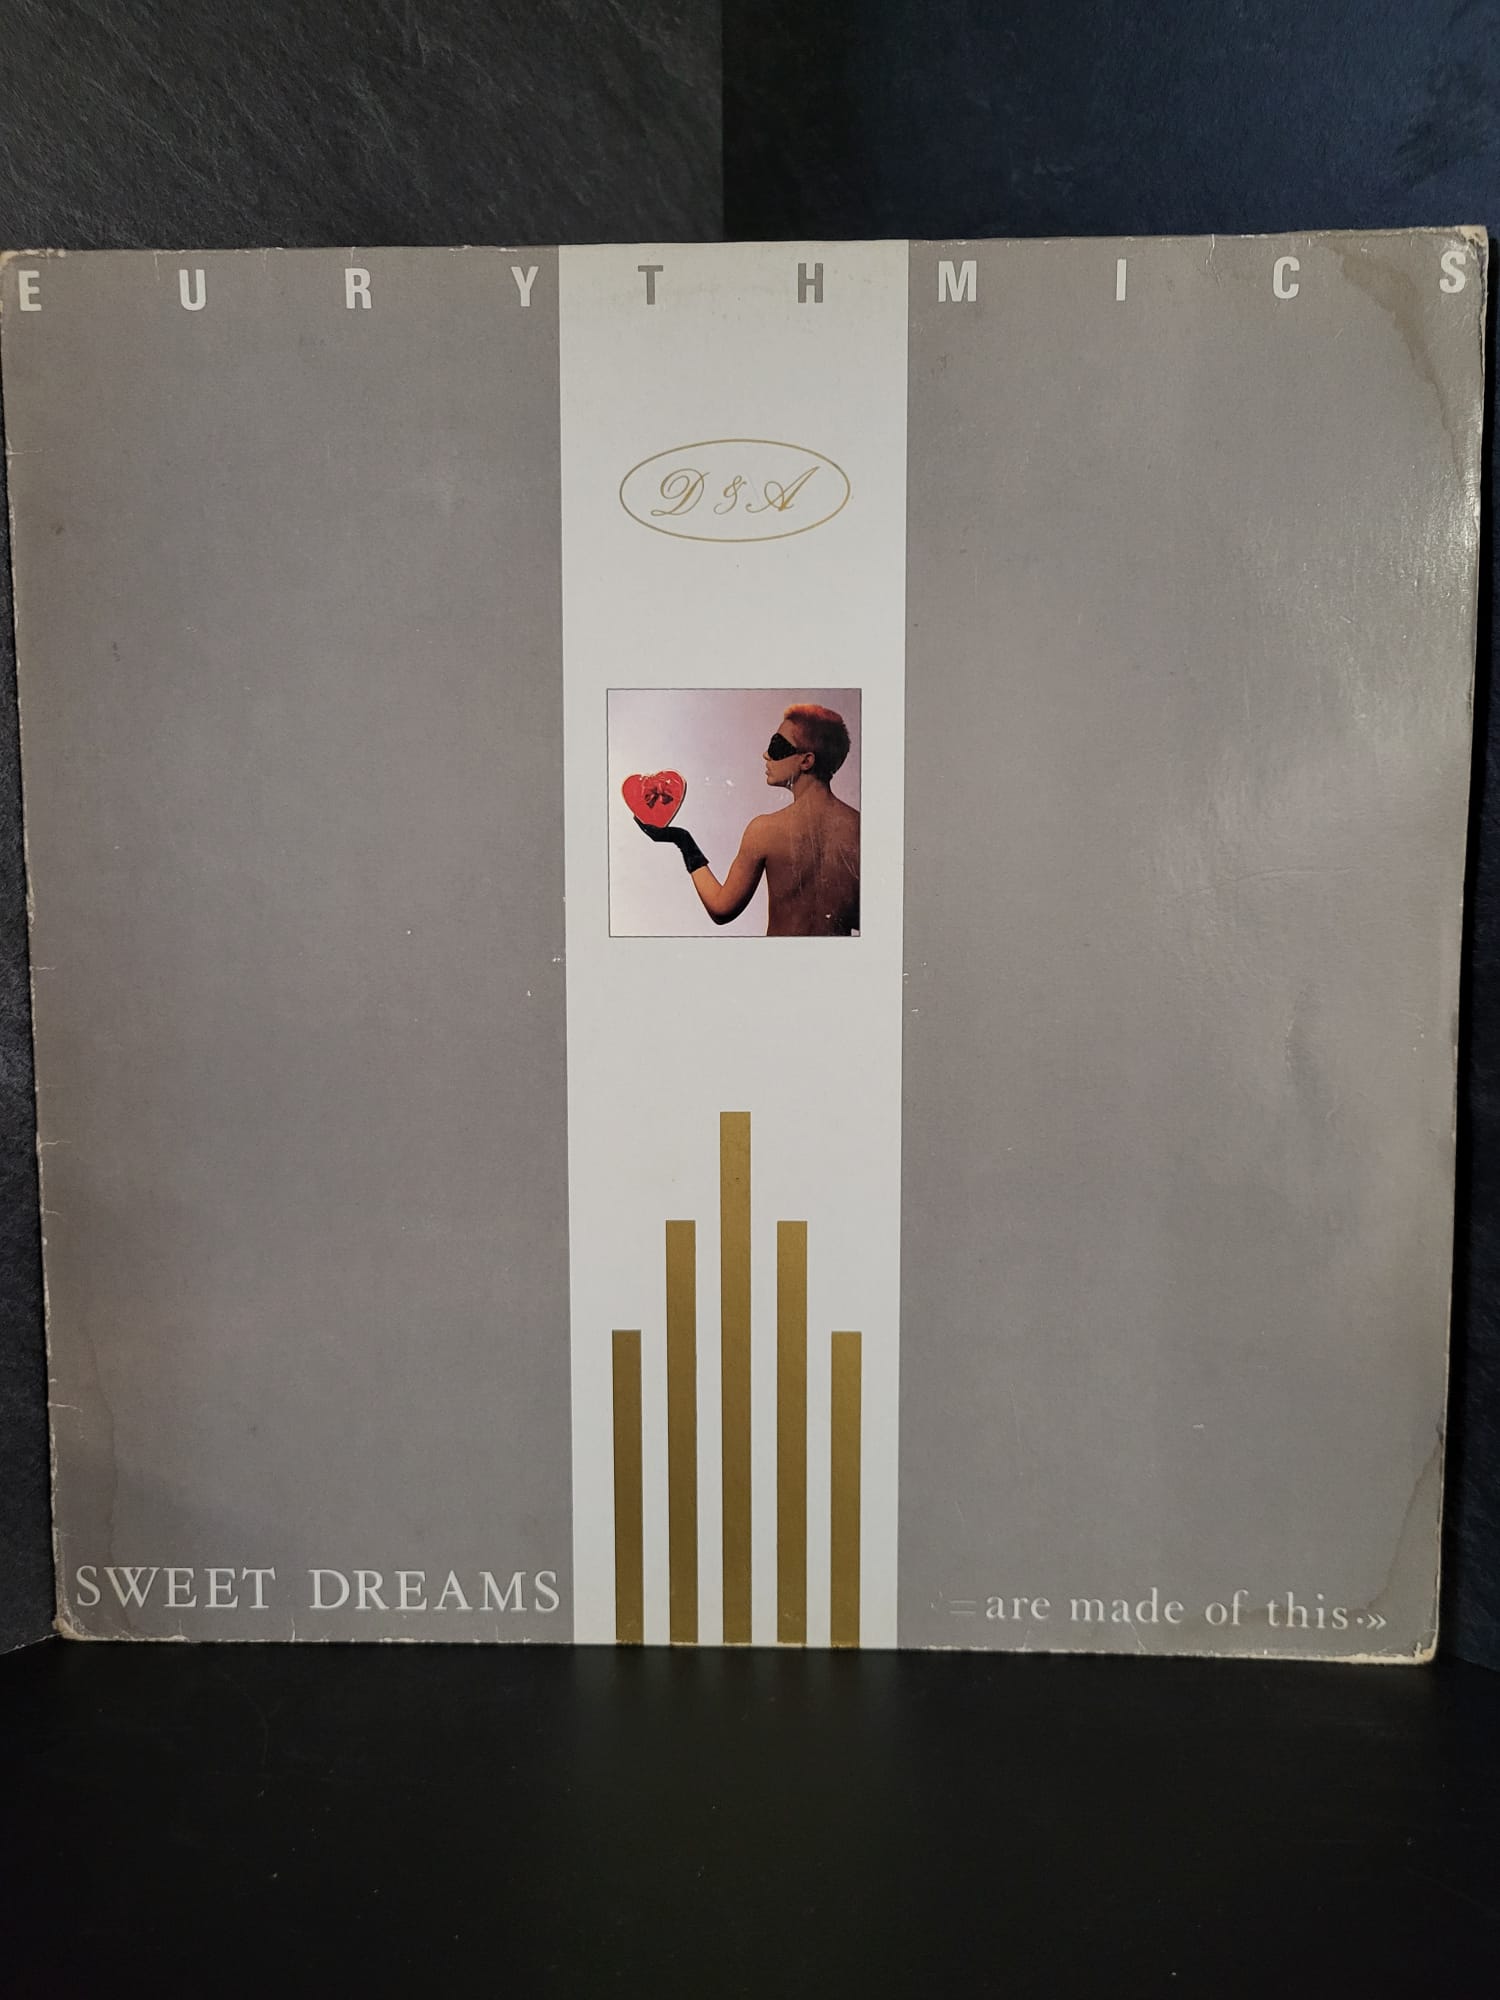 EURYTHMICS
D & A
SWEET DREAMS
=are made of this·»